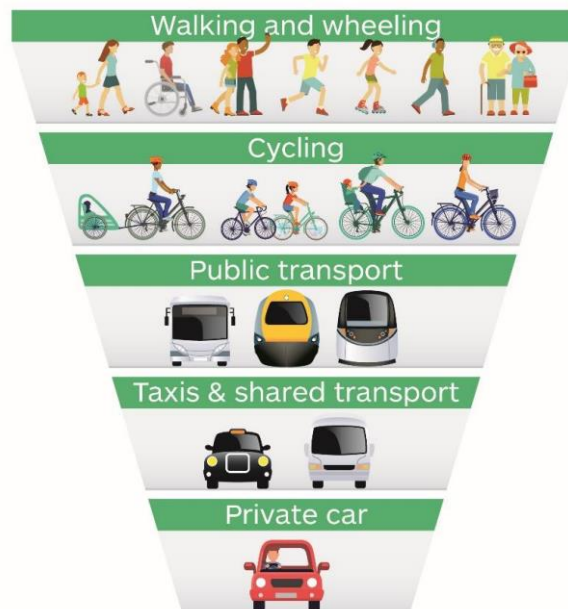 Walking and wheeling
Cycling
Public transport
Taxis & shared transport
Private car